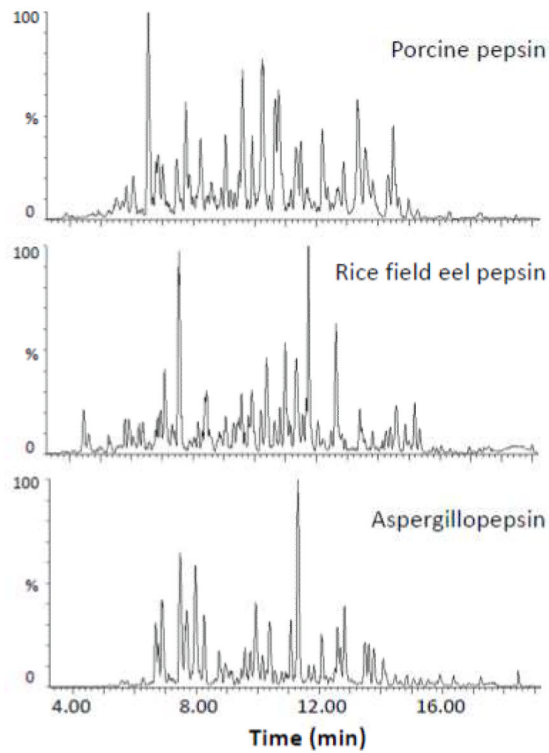 100
Porcine pepsin
%
0
100
Rice field eel pepsin
%
0
100
Aspergillopepsin
%
0
4.00 8.00 12.00 16.00
Time (min)